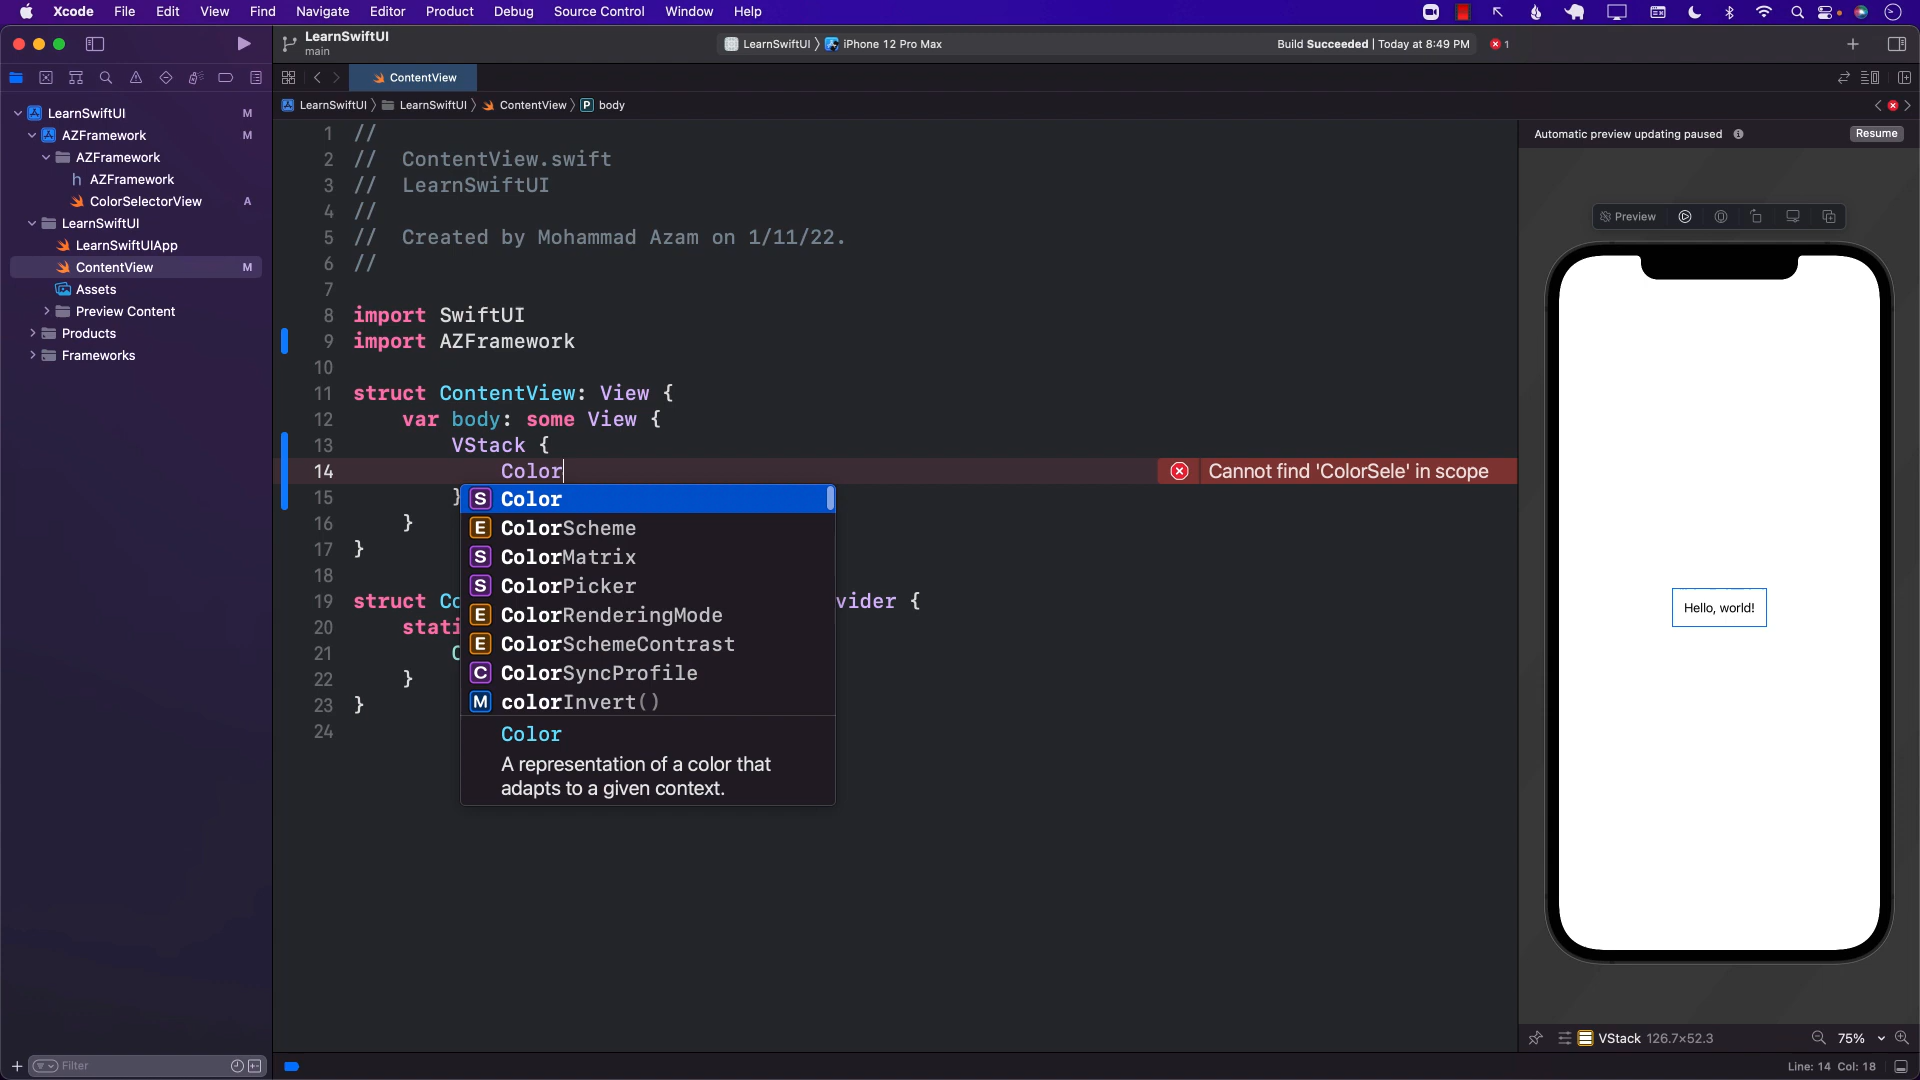 Xcode File Edit View Find Navigate Editor Product Debug Source Control Window Help
LearnSwiftUI
main
LearnSwiftUI 〉 iPhone 12 Pro Max
Build Succeeded | Today at 8:49 PM
1
ContentView
LearnSwiftUI 〉 LearnSwiftUI 〉 ContentView 〉 P body
LearnSwiftUI M
AZFramework M
AZFramework
h AZFramework
ColorSelectorView A
LearnSwiftUI
LearnSwiftUIApp
ContentView M
Assets
Preview Content
Products
Frameworks
Filter
1 //
2 //  ContentView.swift
3 //  LearnSwiftUI
4 //
5 //  Created by Mohammad Azam on 1/11/22.
6 //
7
8 import SwiftUI
9 import AZFramework
10
11 struct ContentView: View {
12     var body: some View {
13         VStack {
14             Color
Cannot find 'ColorSele' in scope
15         }
16     }
17 }
18
19 struct Co vider {
20     stati
21         C
22     }
23 }
24
S Color
E ColorScheme
S ColorMatrix
S ColorPicker
E ColorRenderingMode
E ColorSchemeContrast
C ColorSyncProfile
M colorInvert()
Color
A representation of a color that
adapts to a given context.
Automatic preview updating paused
Resume
Preview
Hello, world!
VStack 126.7×52.3
75%
Line: 14 Col: 18